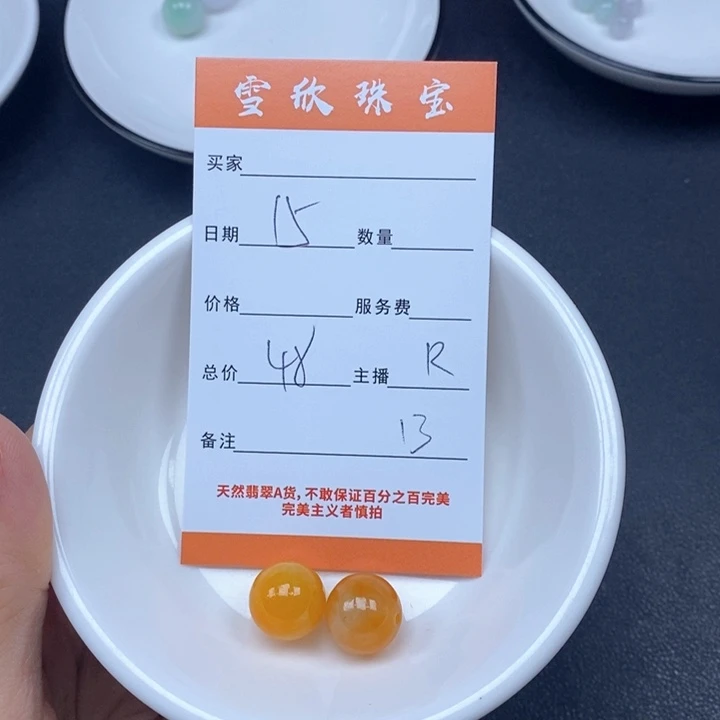 雪欣珠宝
买家
日期 15 数量
价格 服务费
总价 48 主播 R
备注 13
天然翡翠A货,不敢保证百分之百完美
完美主义者慎拍